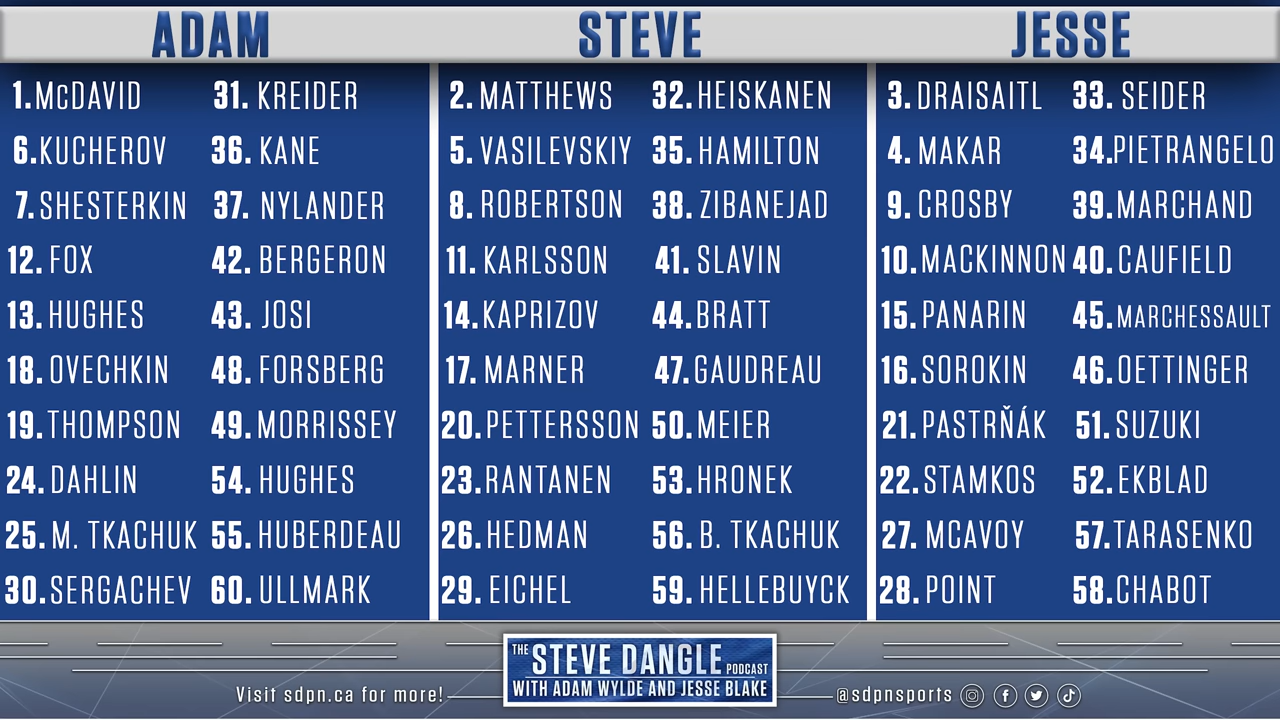 ADAM
STEVE
JESSE
1. McDAVID
6. KUCHEROV
7. SHESTERKIN
12. FOX
13. HUGHES
18. OVECHKIN
19. THOMPSON
24. DAHLIN
25. M. TKACHUK
30. SERGACHEV
31. KREIDER
36. KANE
37. NYLANDER
42. BERGERON
43. JOSI
48. FORSBERG
49. MORRISSEY
54. HUGHES
55. HUBERDEAU
60. ULLMARK
2. MATTHEWS
5. VASILEVSKIY
8. ROBERTSON
11. KARLSSON
14. KAPRIZOV
17. MARNER
20. PETTERSSON
23. RANTANEN
26. HEDMAN
29. EICHEL
32. HEISKANEN
35. HAMILTON
38. ZIBANEJAD
41. SLAVIN
44. BRATT
47. GAUDREAU
50. MEIER
53. HRONEK
56. B. TKACHUK
59. HELLEBUYCK
3. DRAISAITL
4. MAKAR
9. CROSBY
10. MACKINNON
15. PANARIN
16. SOROKIN
21. PASTRŇÁK
22. STAMKOS
27. MCAVOY
28. POINT
33. SEIDER
34. PIETRANGELO
39. MARCHAND
40. CAUFIELD
45. MARCHESSAULT
46. OETTINGER
51. SUZUKI
52. EKBLAD
57. TARASENKO
58. CHABOT
Visit sdpn.ca for more!
THE STEVE DANGLE PODCAST
WITH ADAM WYLDE AND JESSE BLAKE
@sdpnsports